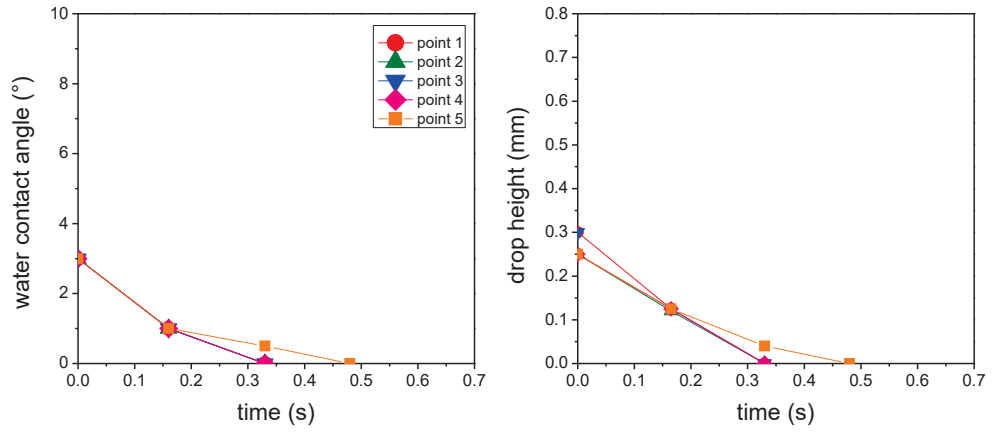 water contact angle (°)
10
8
6
4
2
0
point 1
point 2
point 3
point 4
point 5
0.0 0.1 0.2 0.3 0.4 0.5 0.6 0.7
time (s)
drop height (mm)
0.8
0.7
0.6
0.5
0.4
0.3
0.2
0.1
0.0
0.0 0.1 0.2 0.3 0.4 0.5 0.6 0.7
time (s)